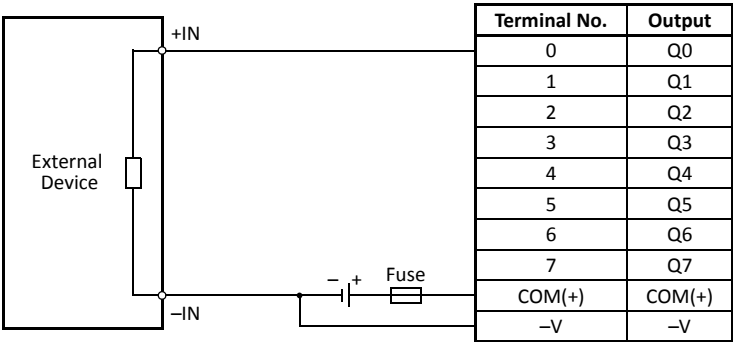 +IN
External
Device
– +
Fuse
–IN
Terminal No. Output
0 Q0
1 Q1
2 Q2
3 Q3
4 Q4
5 Q5
6 Q6
7 Q7
COM(+) COM(+)
–V –V